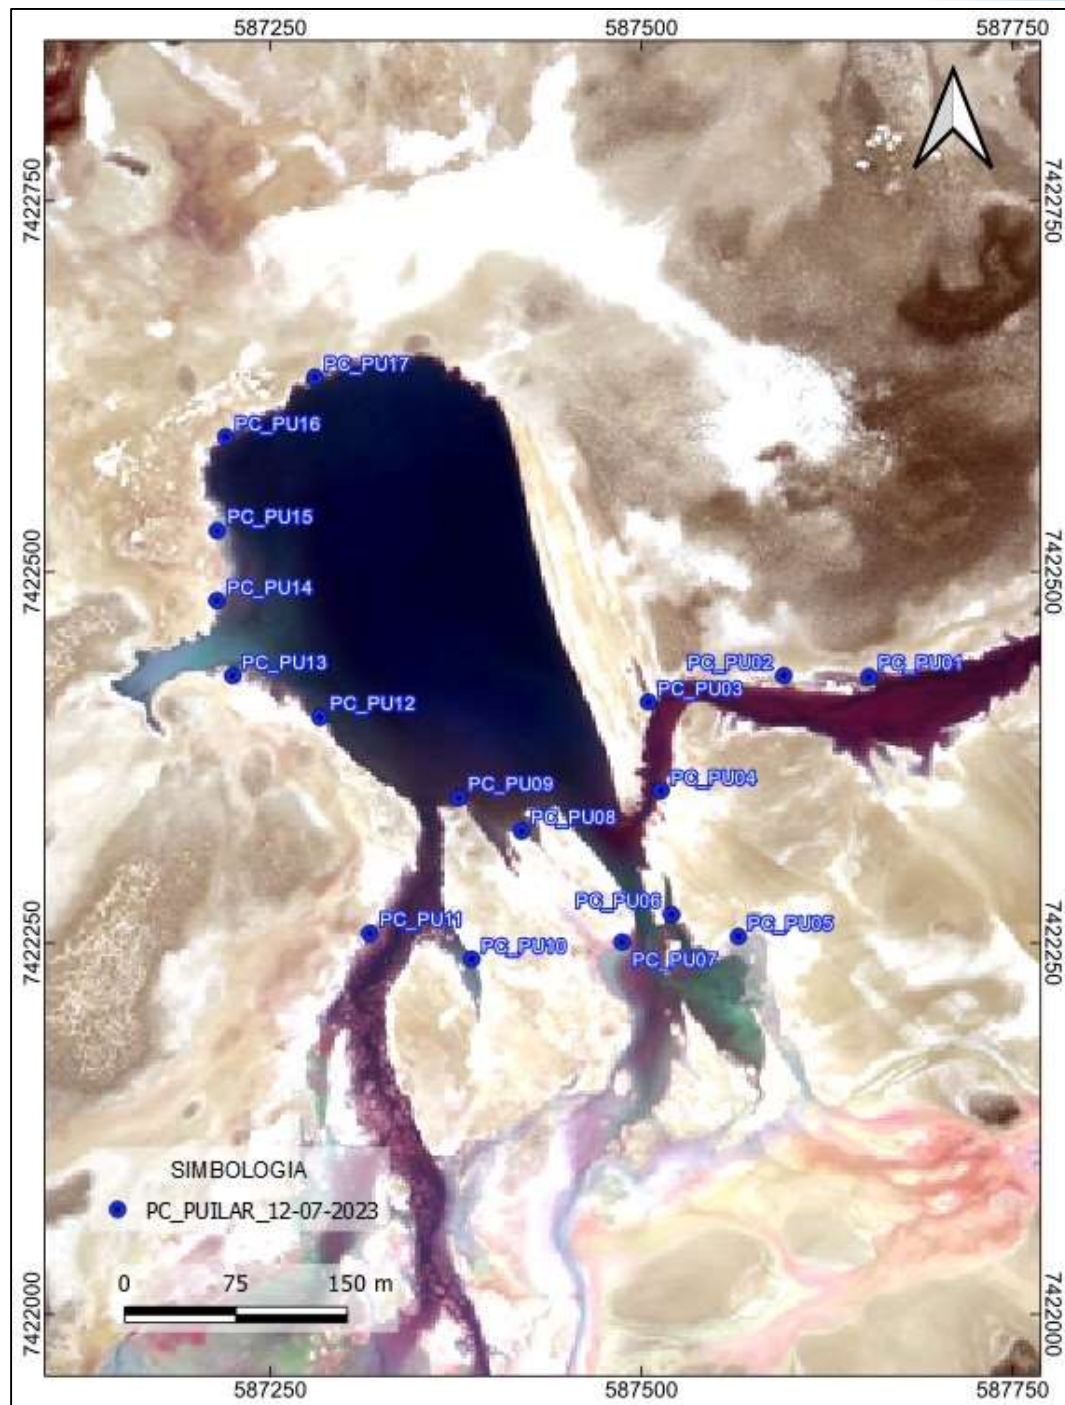 587250 587500 587750
7422750 7422750
PC_PU17
PC_PU16
PC_PU15
7422500 7422500
PC_PU14
PC_PU13 PC_PU02 PC_PU01
PC_PU03
PC_PU12
PC_PU04
PC_PU09
PC_PU08
PC_PU06
PC_PU11 PC_PU05
7422250 7422250
PC_PU10 PC_PU07
SIMBOLOGIA
PC_PUILAR_12-07-2023
0 75 150 m
7422000 7422000
587250 587500 587750